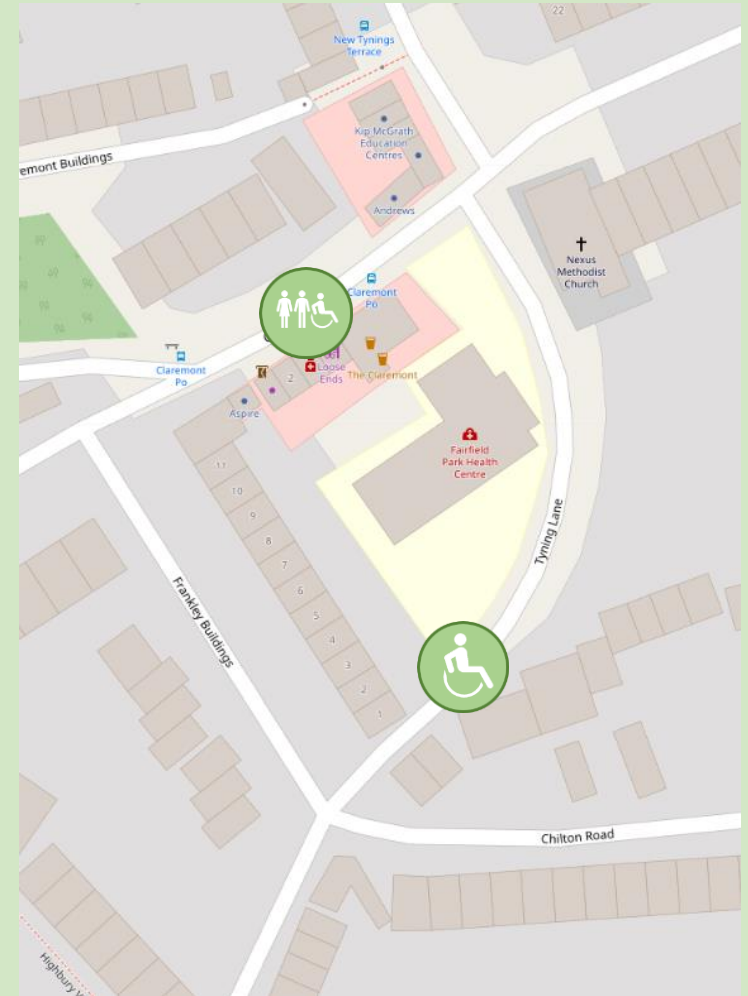 22
New Tynings
Terrace
Kip McGrath
Education
Centres
emont Buildings
Andrews
Nexus
Methodist
Church
Claremont
Po
Claremont
Po
Loose
Ends
The Claremont
2
Aspire
Fairfield
Park Health
Centre
11
10
9
8
7
6
5
4
3
2
1
Tyning Lane
Frankley Buildings
Chilton Road
Highbury V